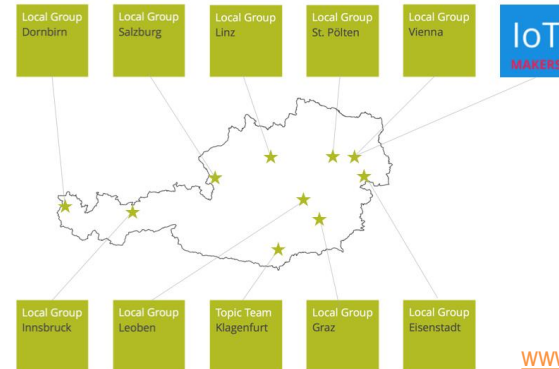 Local Group
Dornbirn
Local Group
Salzburg
Local Group
Linz
Local Group
St. Pölten
Local Group
Vienna
IoT
MAKERS
Local Group
Innsbruck
Local Group
Leoben
Topic Team
Klagenfurt
Local Group
Graz
Local Group
Eisenstadt
www